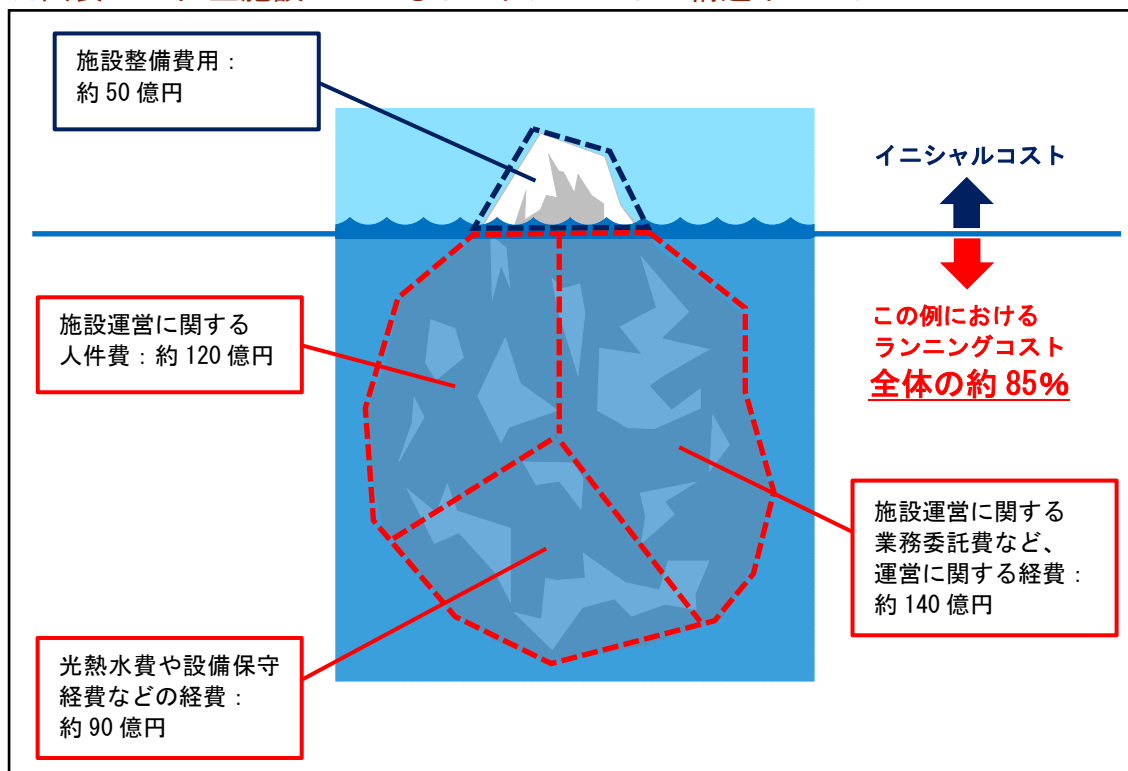 施設整備費用：
約 50 億円
イニシャルコスト
この例における
ランニングコスト
全体の約 85%
施設運営に関する
人件費：約 120 億円
施設運営に関する
業務委託費など、
運営に関する経費：
約 140 億円
光熱水費や設備保守
経費などの経費：
約 90 億円